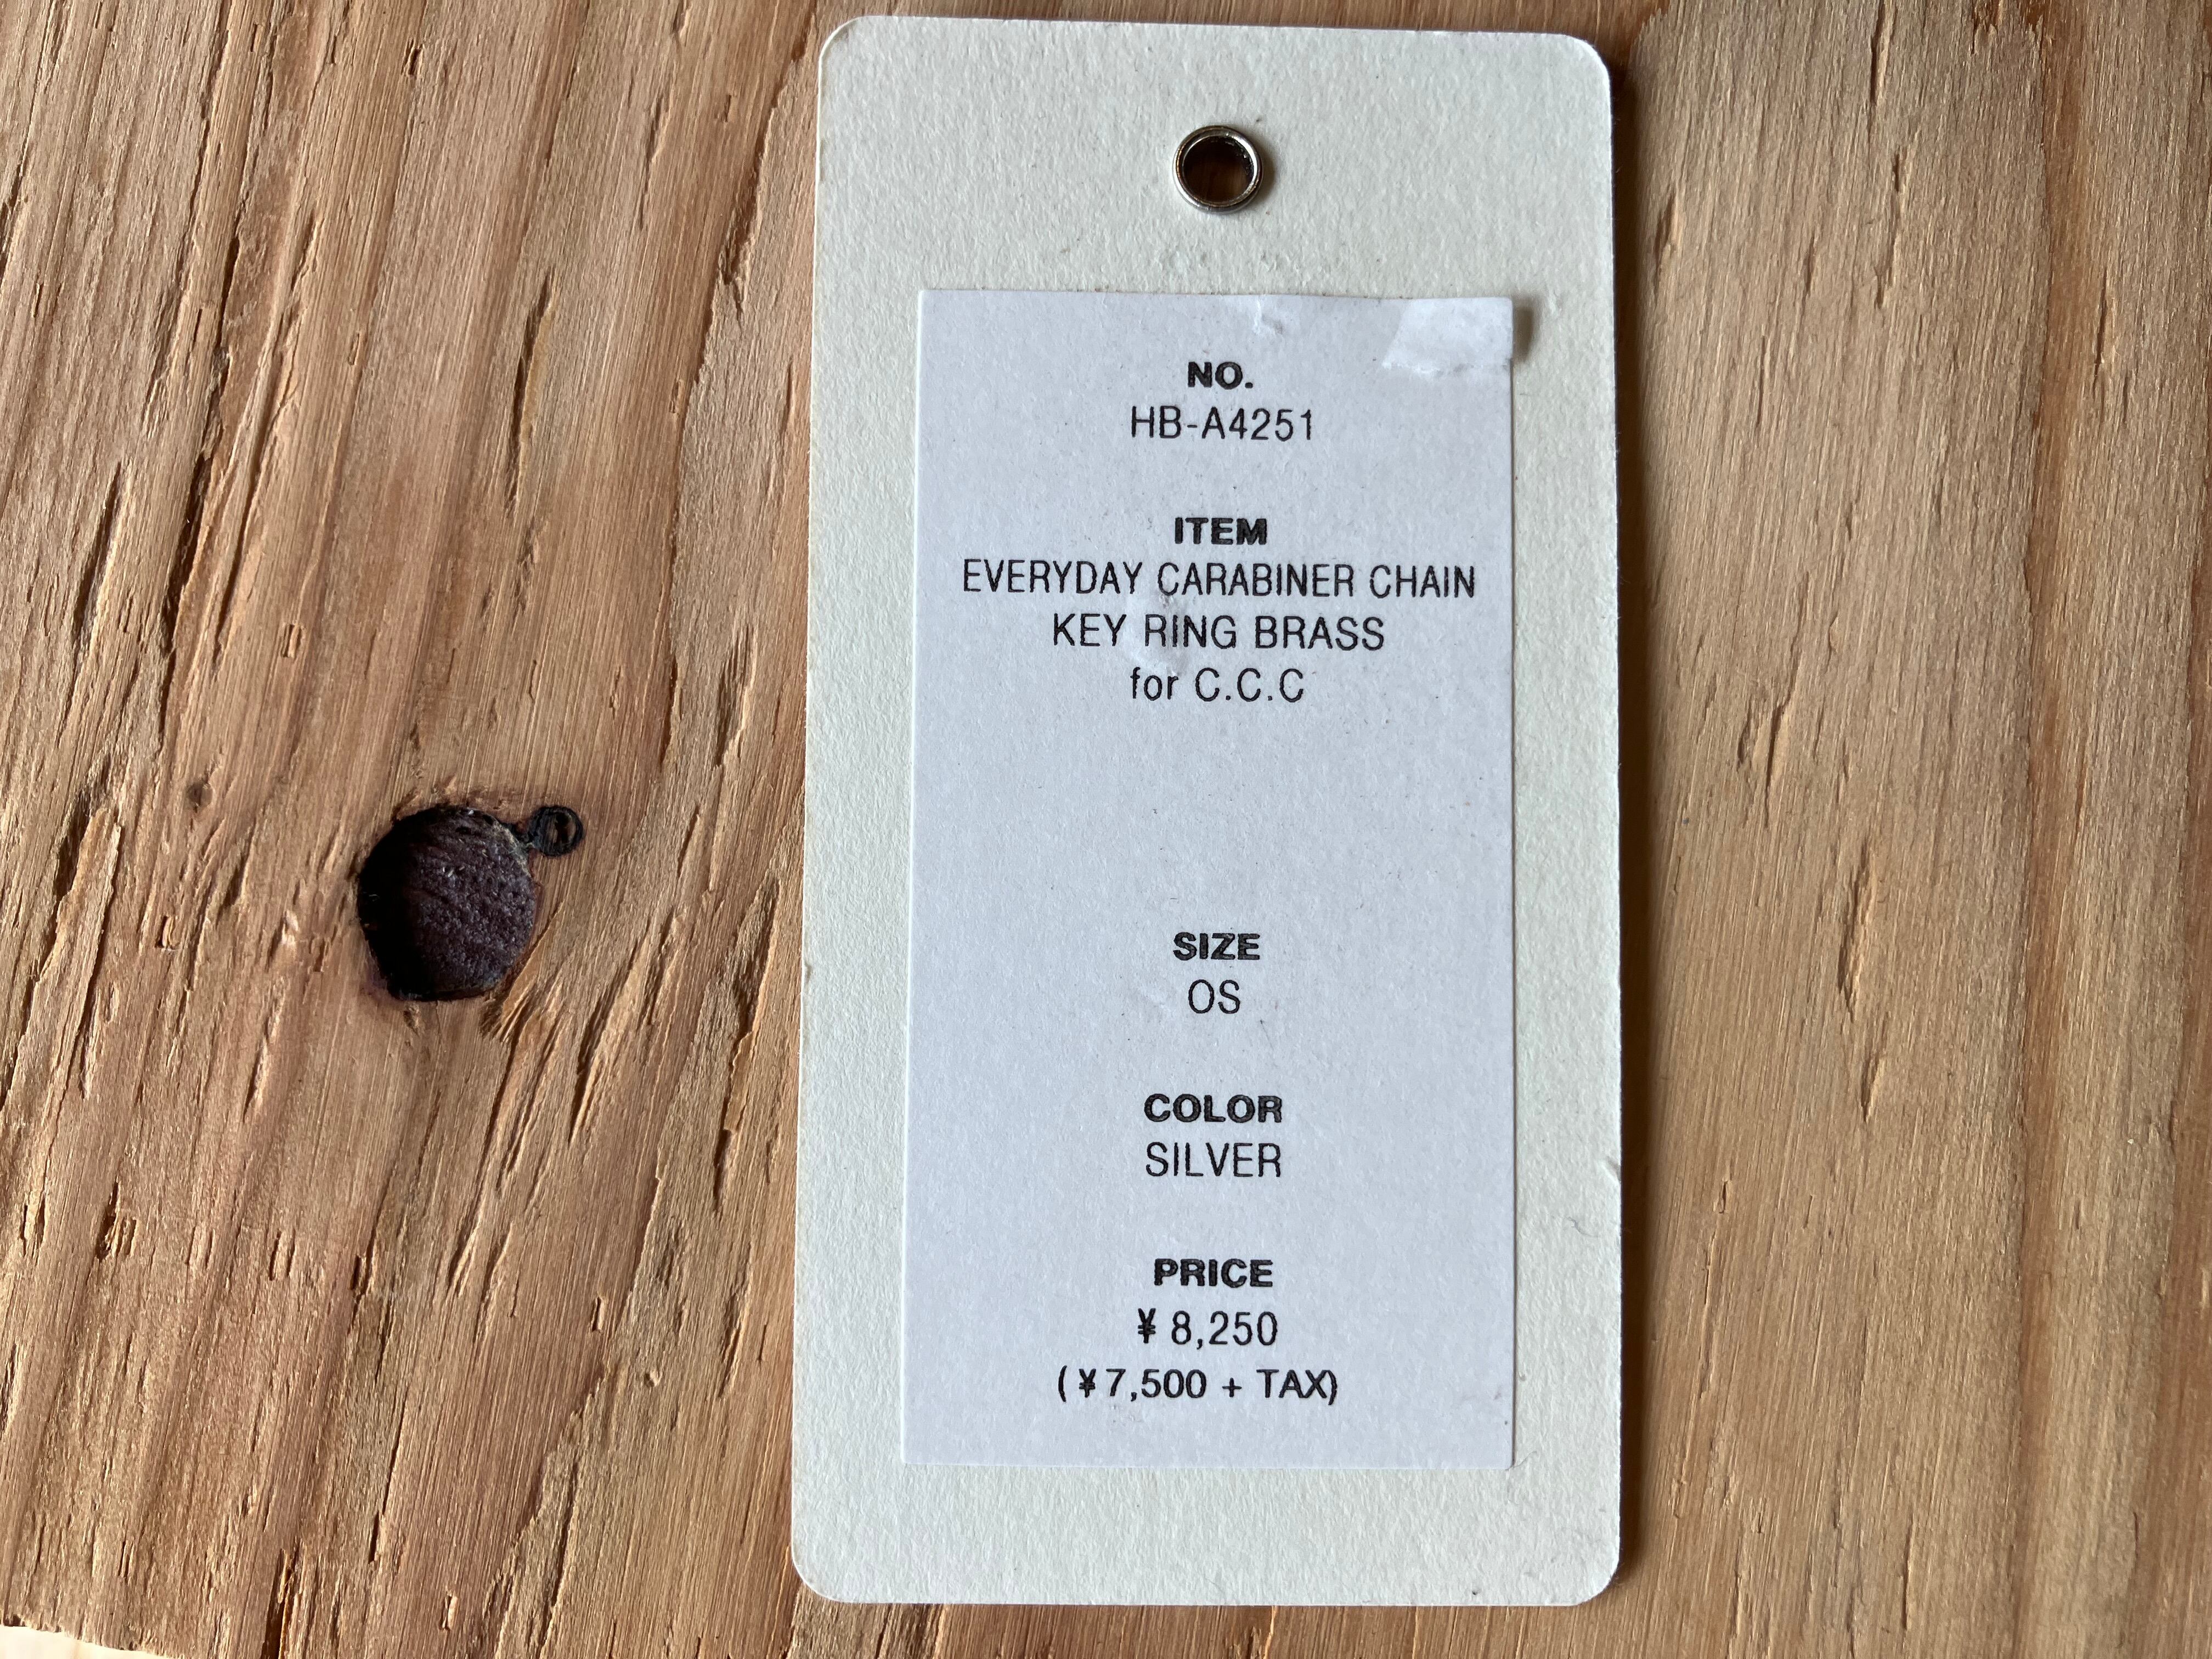 NO.
HB-A4251
ITEM
EVERYDAY CARABINER CHAIN
KEY RING BRASS
for C.C.C
SIZE
OS
COLOR
SILVER
PRICE
¥ 8,250
(¥7,500 + TAX)